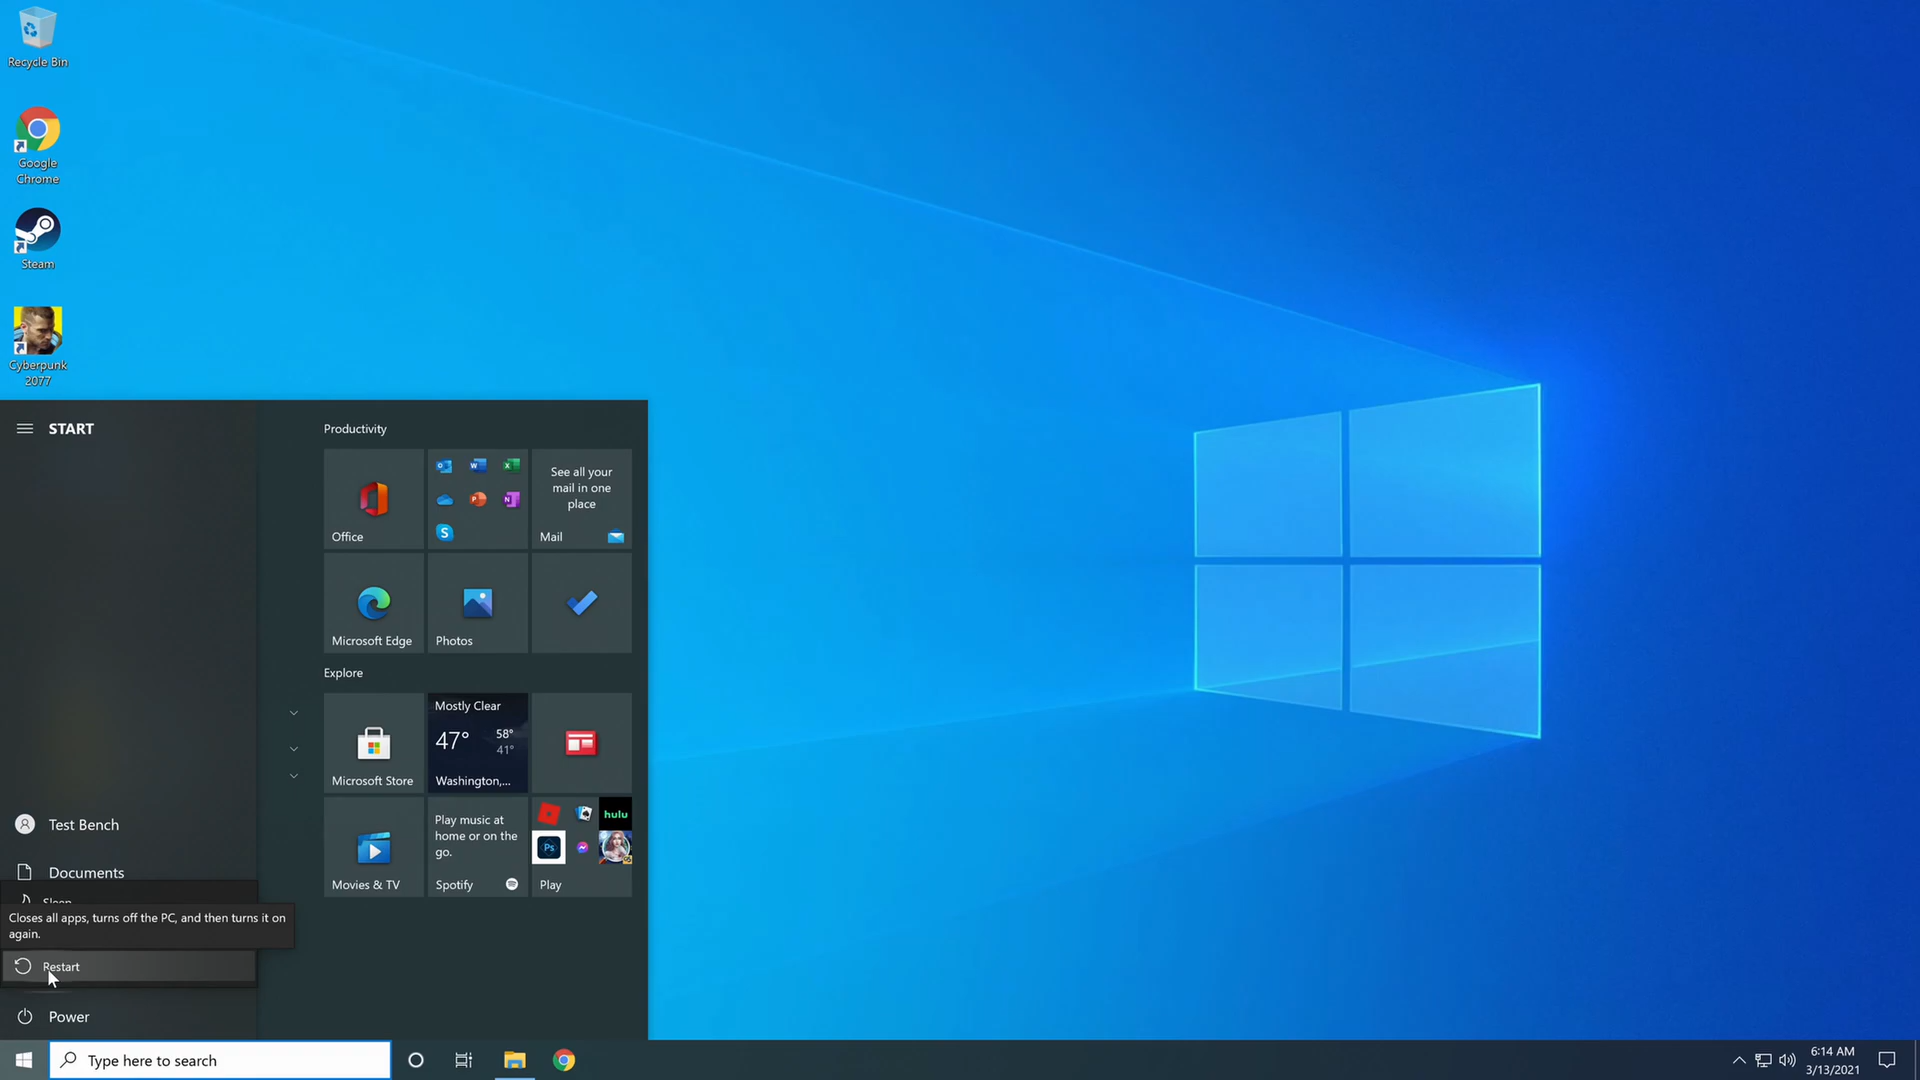 Recycle Bin
Google
Chrome
Steam
Cyberpunk
2077
START
Productivity
Office
See all your
mail in one
place
Mail
Microsoft Edge
Photos
Explore
Microsoft Store
Mostly Clear
47°
58°
41°
Washington,...
Movies & TV
Play music at
home or on the
go.
Spotify
hulu
Ps
Play
Test Bench
Documents
Sleep
Closes all apps, turns off the PC, and then turns it on
again.
Restart
Power
Type here to search
6:14 AM
3/13/2021